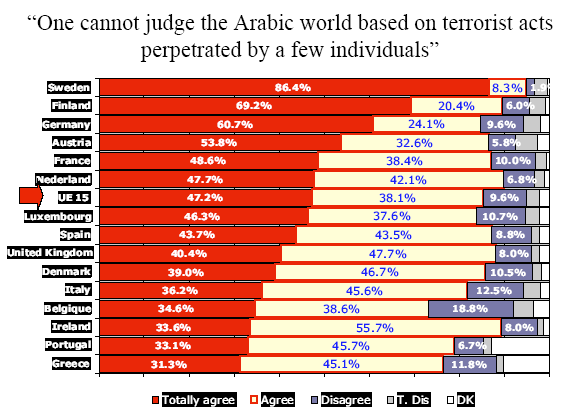 “One cannot judge the Arabic world based on terrorist acts
perpetrated by a few individuals”
Sweden 86.4% 8.3% 1.9%
Finland 69.2% 20.4% 6.0%
Germany 60.7% 24.1% 9.6%
Austria 53.8% 32.6% 5.8%
France 48.6% 38.4% 10.0%
Nederland 47.7% 42.1% 6.8%
UE 15 47.2% 38.1% 9.6%
Luxembourg 46.3% 37.6% 10.7%
Spain 43.7% 43.5% 8.8%
United Kingdom 40.4% 47.7% 8.0%
Denmark 39.0% 46.7% 10.5%
Italy 36.2% 45.6% 12.5%
Belgique 34.6% 38.6% 18.8%
Ireland 33.6% 55.7% 8.0%
Portugal 33.1% 45.7% 6.7%
Greece 31.3% 45.1% 11.8%
Totally agree Agree Disagree T. Dis DK